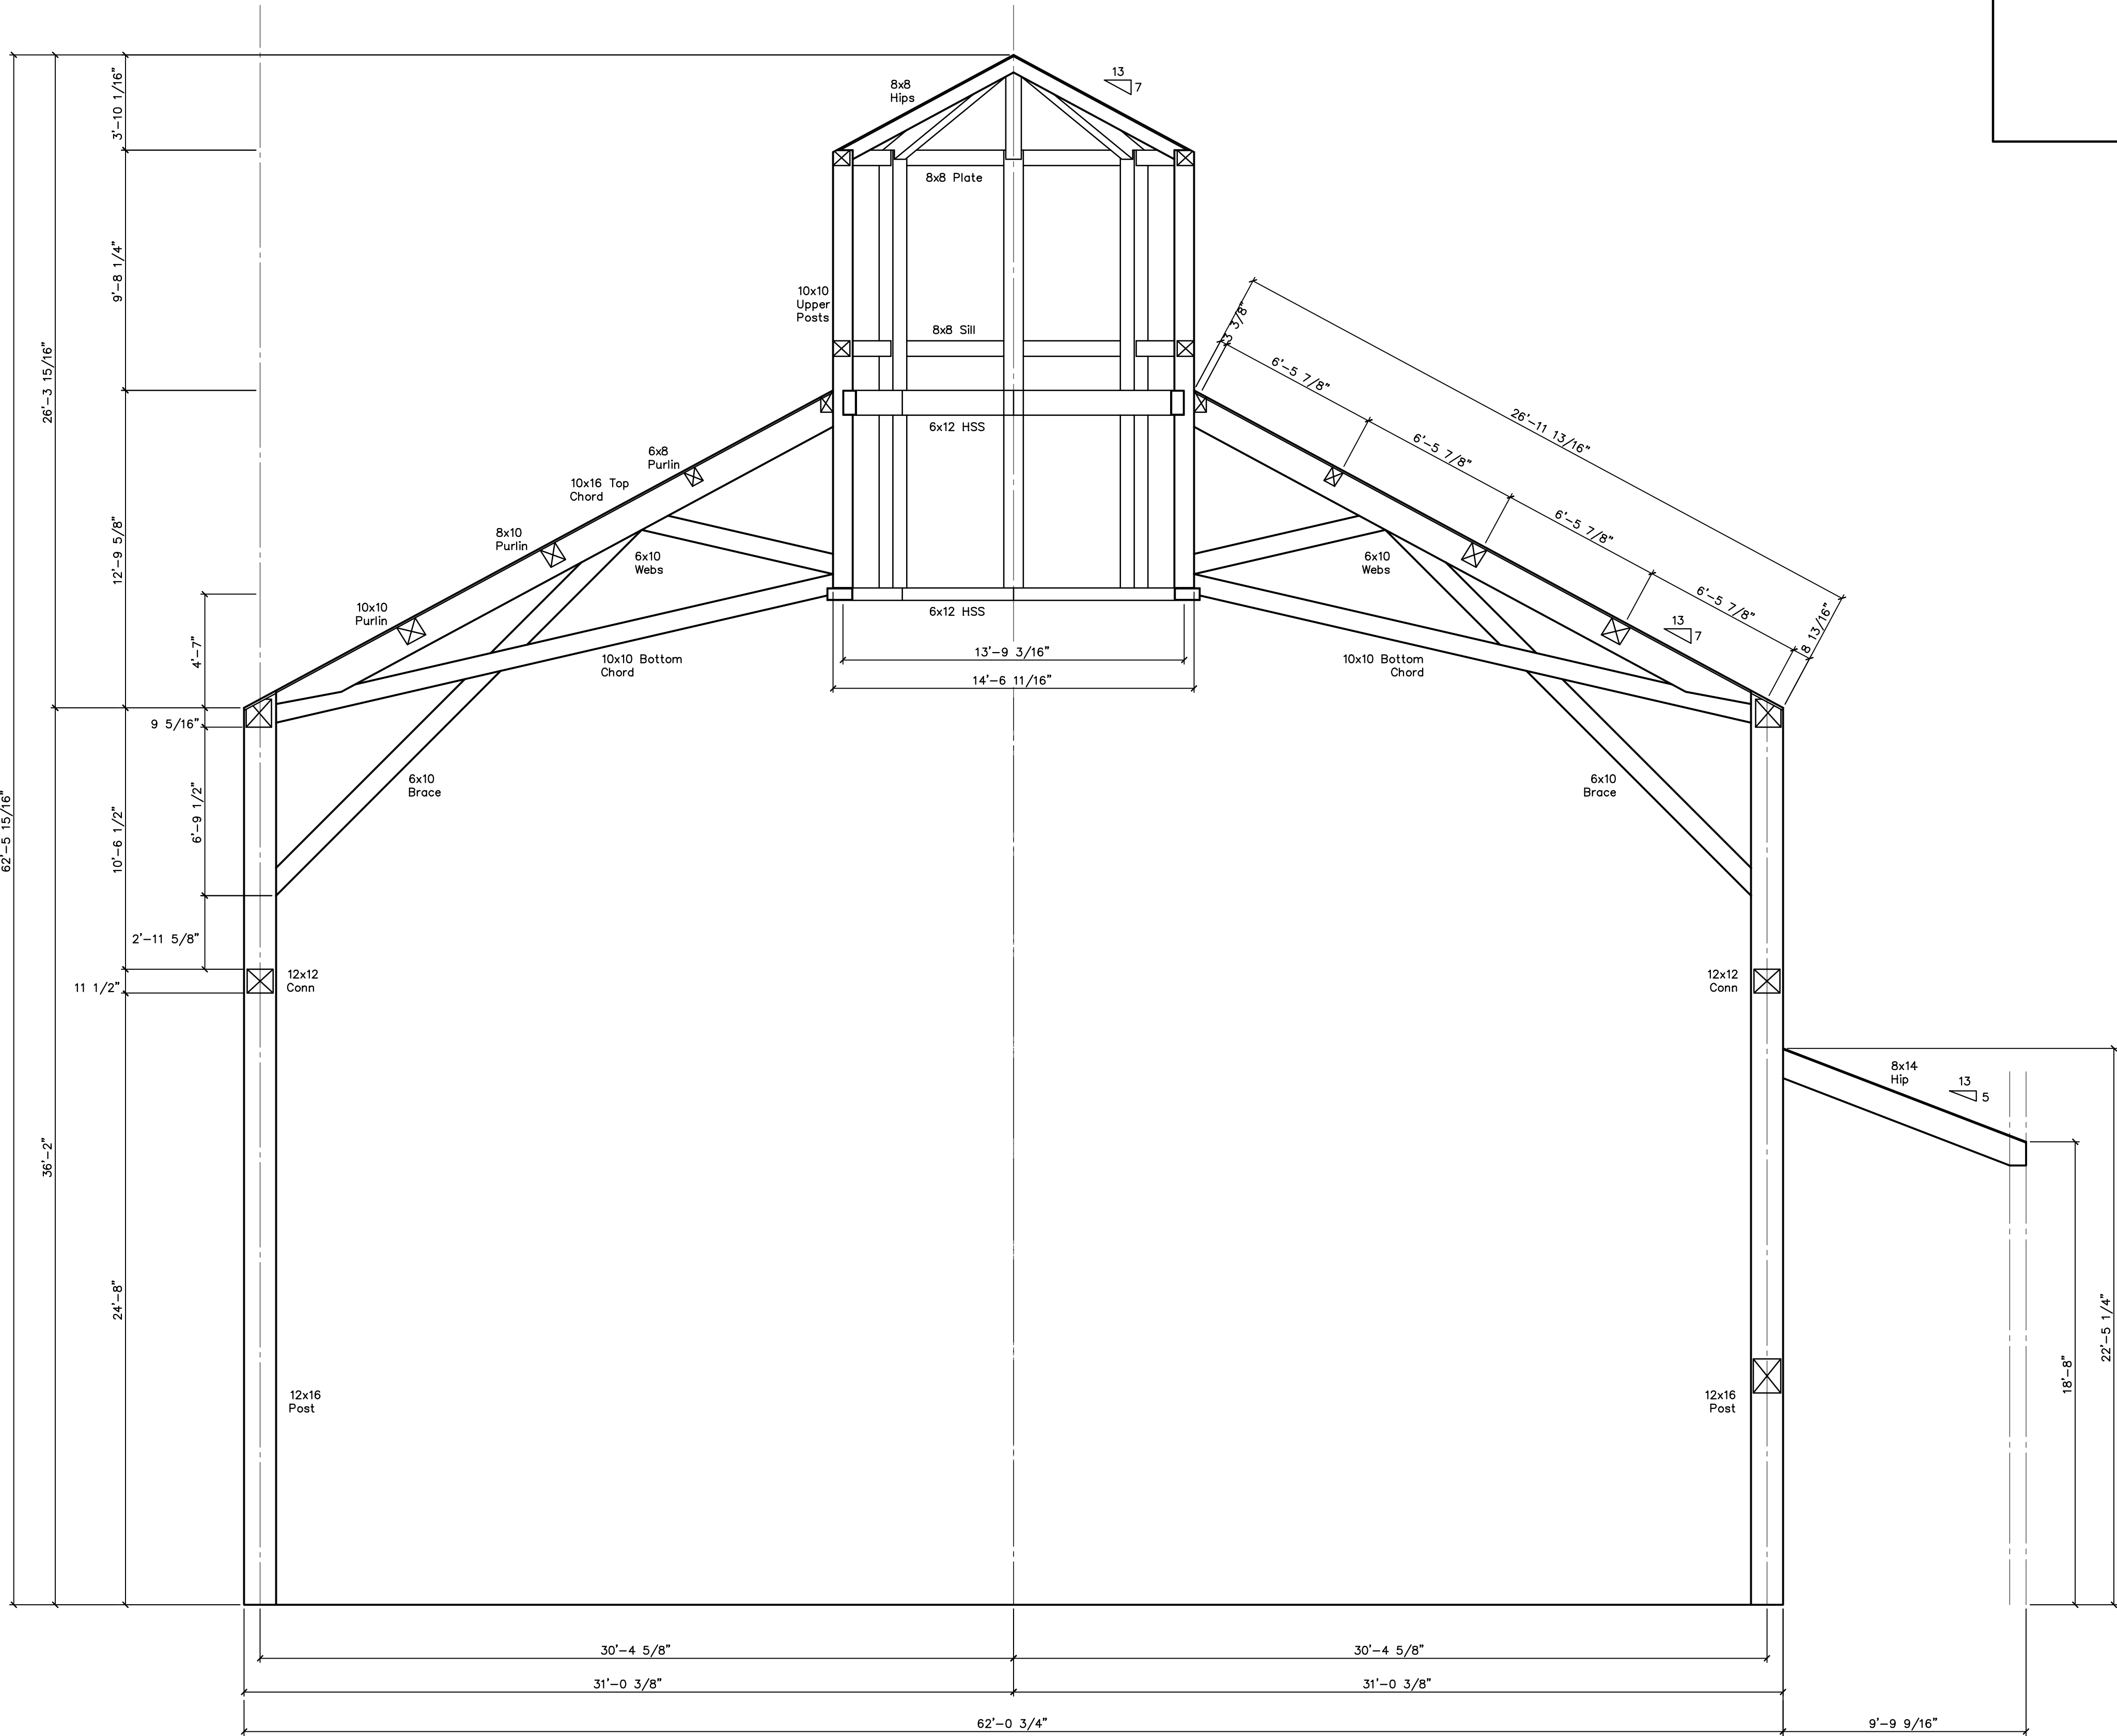 13
7
8x8
Hips
3'-10 1/16"
8x8 Plate
9'-8 1/4"
10x10
Upper
Posts
8x8 Sill
3 3/8"
6'-5 7/8"
26'-3 15/16"
26'-11 13/16"
6x12 HSS
6'-5 7/8"
6x8
Purlin
10x16 Top
Chord
6'-5 7/8"
8x10
Purlin
12'-9 5/8"
6x10
Webs
6x10
Webs
6'-5 7/8"
10x10
Purlin
6x12 HSS
8 13/16"
13
7
4'-7"
13'-9 3/16"
10x10 Bottom
Chord
10x10 Bottom
Chord
14'-6 11/16"
9 5/16"
6x10
Brace
6x10
Brace
6'-9 1/2"
10'-6 1/2"
62'-5 15/16"
2'-11 5/8"
12x12
Conn
12x12
Conn
11 1/2"
8x14
Hip
13
5
36'-2"
24'-8"
22'-5 1/4"
18'-8"
12x16
Post
12x16
Post
30'-4 5/8"
30'-4 5/8"
31'-0 3/8"
31'-0 3/8"
62'-0 3/4"
9'-9 9/16"